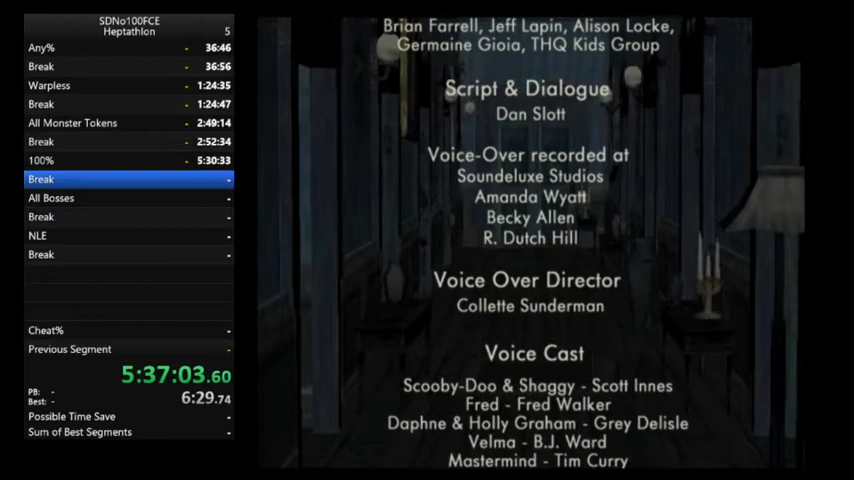 SDNo100FCE
Heptathlon 5
Any% - 36:46
Break - 36:56
Warpless - 1:24:35
Break - 1:24:47
All Monster Tokens - 2:49:14
Break - 2:52:34
100% - 5:30:33
Break -
All Bosses -
Break -
NLE -
Break -
Cheat% -
Previous Segment -
5:37:03.60
PB: -
Best: - 6:29.74
Possible Time Save -
Sum of Best Segments -
Brian Farrell, Jeff Lapin, Alison Locke,
Germaine Gioia, THQ Kids Group
Script & Dialogue
Dan Slott
Voice-Over recorded at
Soundeluxe Studios
Amanda Wyatt
Becky Allen
R. Dutch Hill
Voice Over Director
Collette Sunderman
Voice Cast
Scooby-Doo & Shaggy - Scott Innes
Fred - Fred Walker
Daphne & Holly Graham - Grey Delisle
Velma - B.J. Ward
Mastermind - Tim Curry